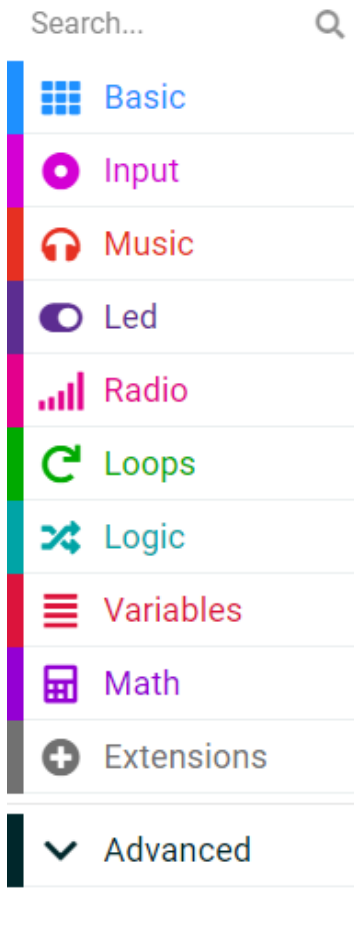 Search...
Basic
Input
Music
Led
Radio
Loops
Logic
Variables
Math
Extensions
Advanced